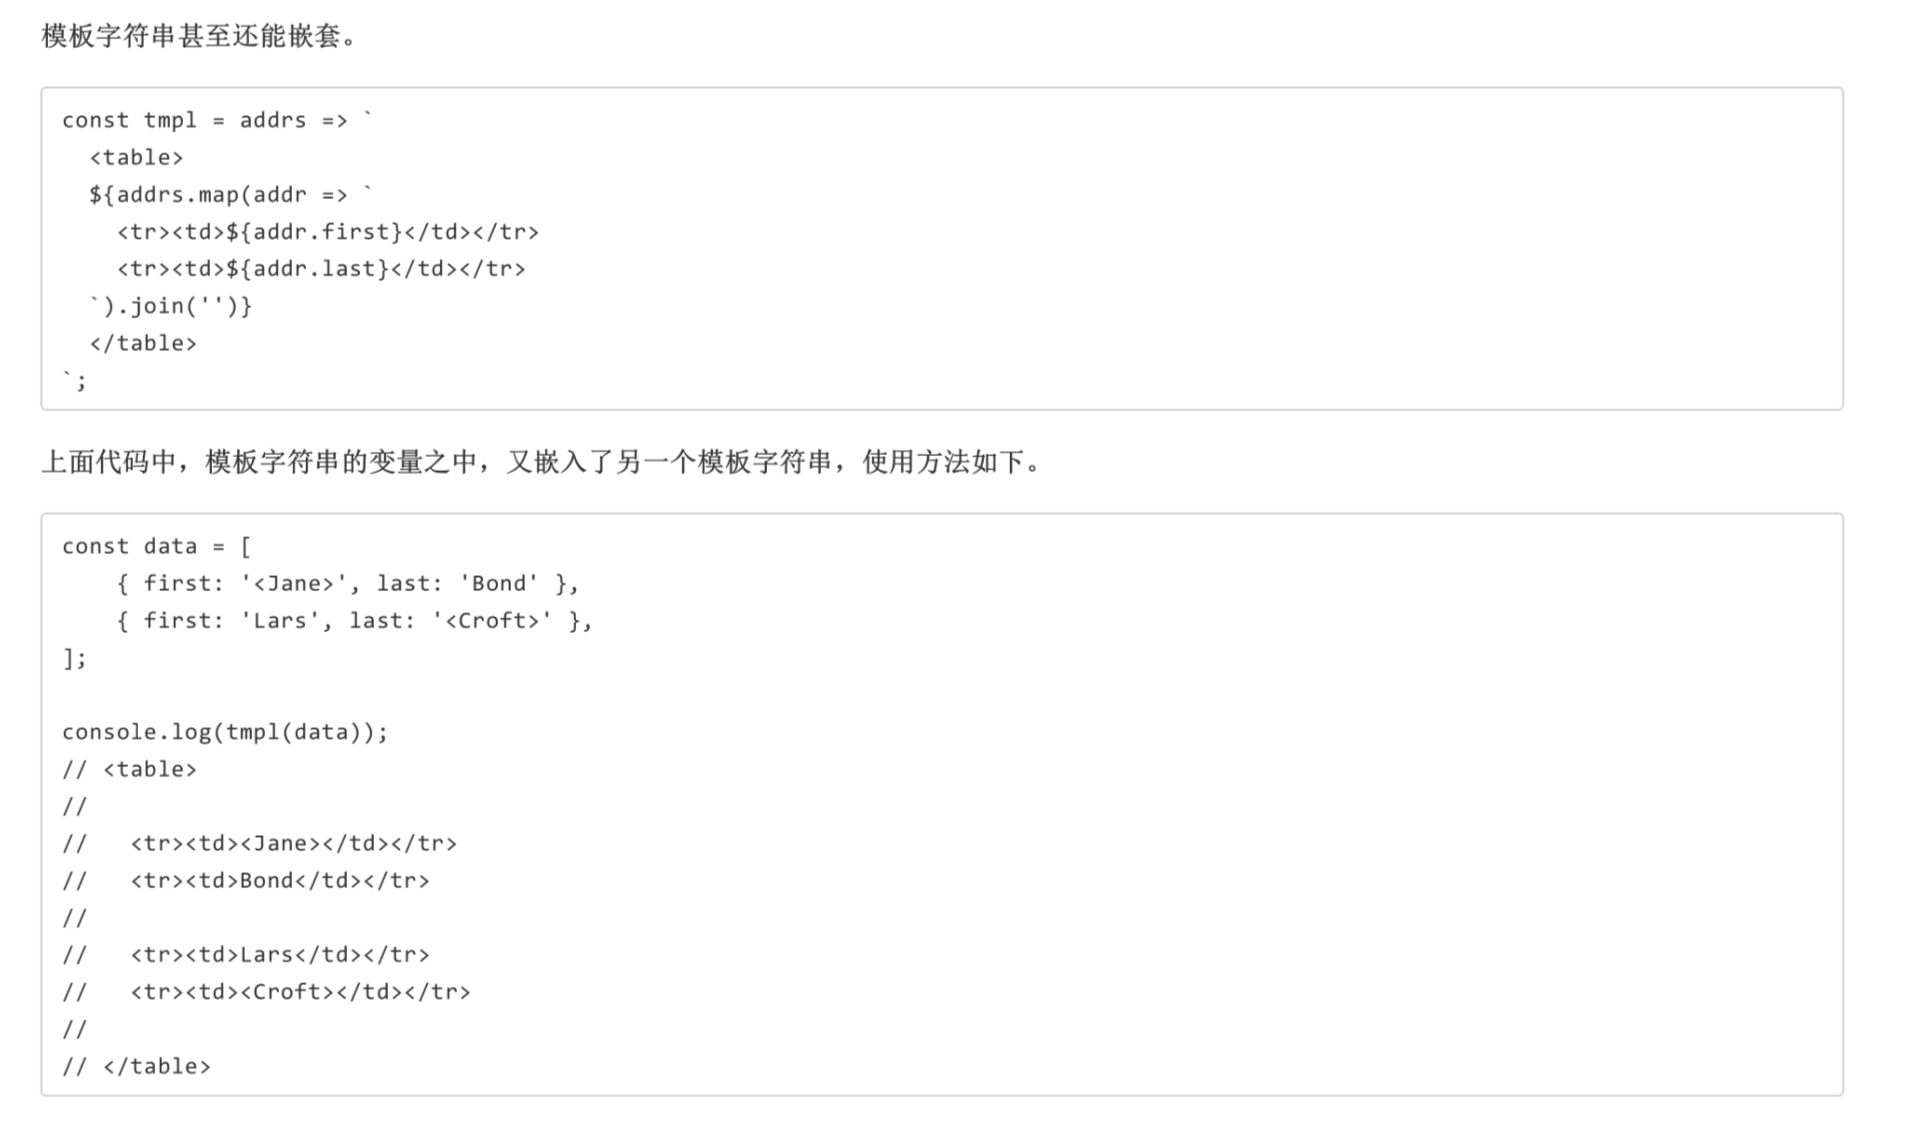 模板字符串甚至还能嵌套。
const tmpl = addrs => `
  <table>
  ${addrs.map(addr => `
    <tr><td>${addr.first}</td></tr>
    <tr><td>${addr.last}</td></tr>
  `).join('')}
  </table>
`;
上面代码中，模板字符串的变量之中，又嵌入了另一个模板字符串，使用方法如下。
const data = [
    { first: '<Jane>', last: 'Bond' },
    { first: 'Lars', last: '<Croft>' },
];

console.log(tmpl(data));
// <table>
//
//   <tr><td><Jane></td></tr>
//   <tr><td>Bond</td></tr>
//
//   <tr><td>Lars</td></tr>
//   <tr><td><Croft></td></tr>
//
// </table>